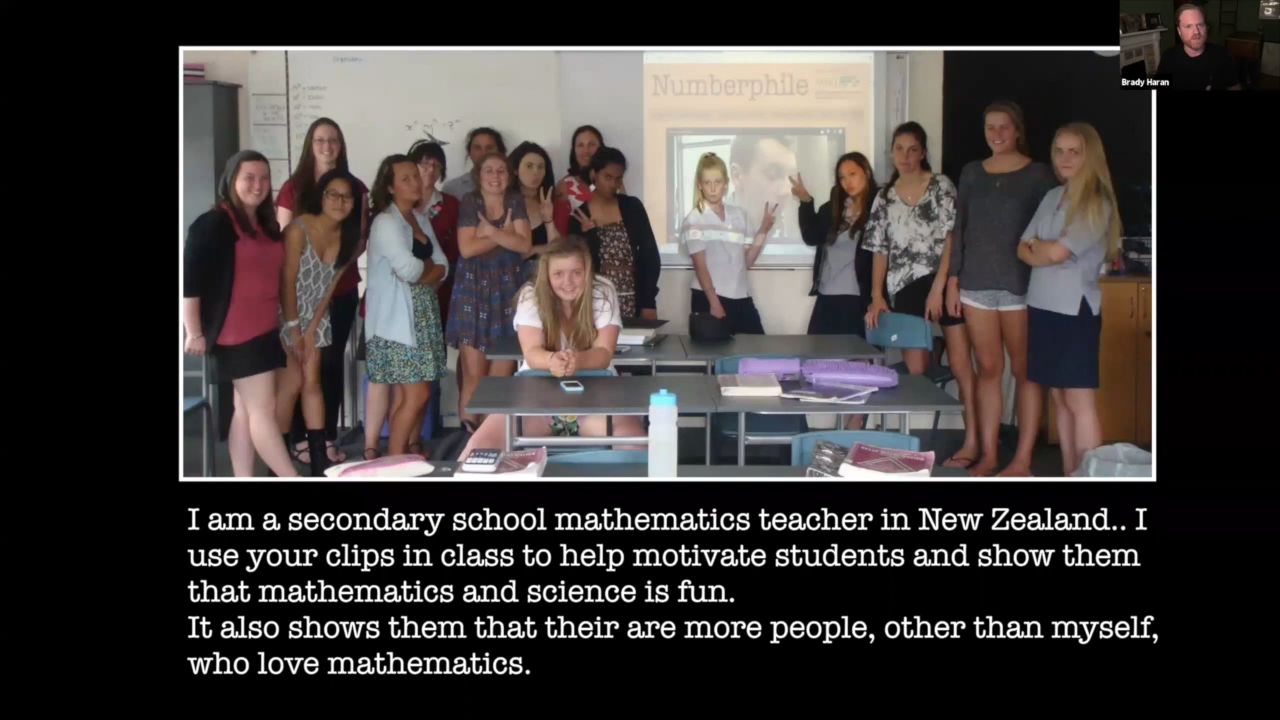 Numberphile
Brady Haran
I am a secondary school mathematics teacher in New Zealand.. I
use your clips in class to help motivate students and show them
that mathematics and science is fun.
It also shows them that their are more people, other than myself,
who love mathematics.